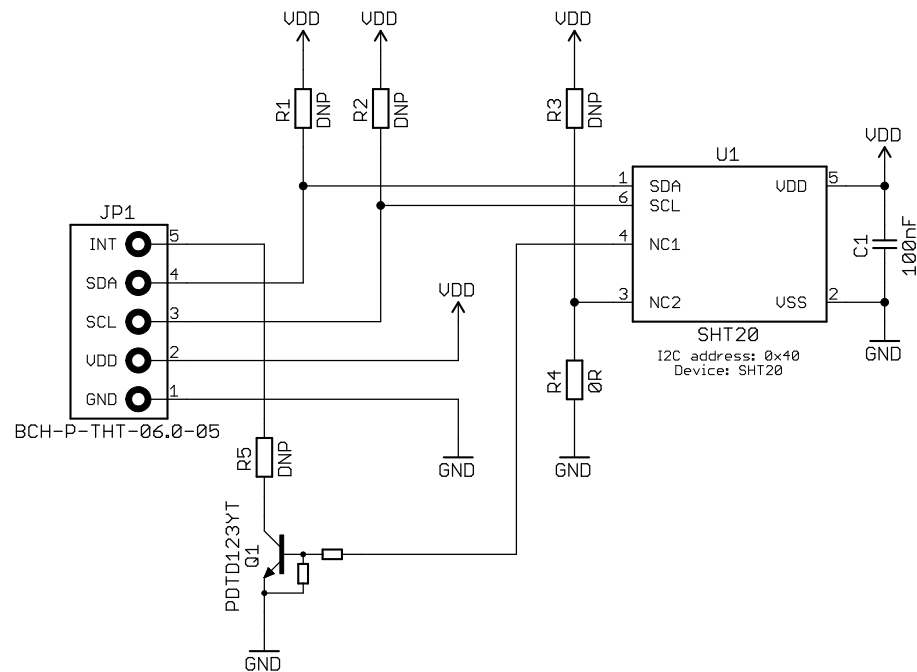 VDD
VDD
VDD
R1
DNP
R2
DNP
R3
DNP
VDD
U1
1
SDA
VDD
5
6
SCL
JP1
INT
5
4
NC1
C1
100nF
SDA
4
VDD
3
NC2
VSS
2
SCL
3
SHT20
GND
VDD
2
I2C address: 0x40
Device: SHT20
R4
0R
GND
1
BCH-P-THT-06.0-05
R5
DNP
GND
GND
PDTD123YT
Q1
GND